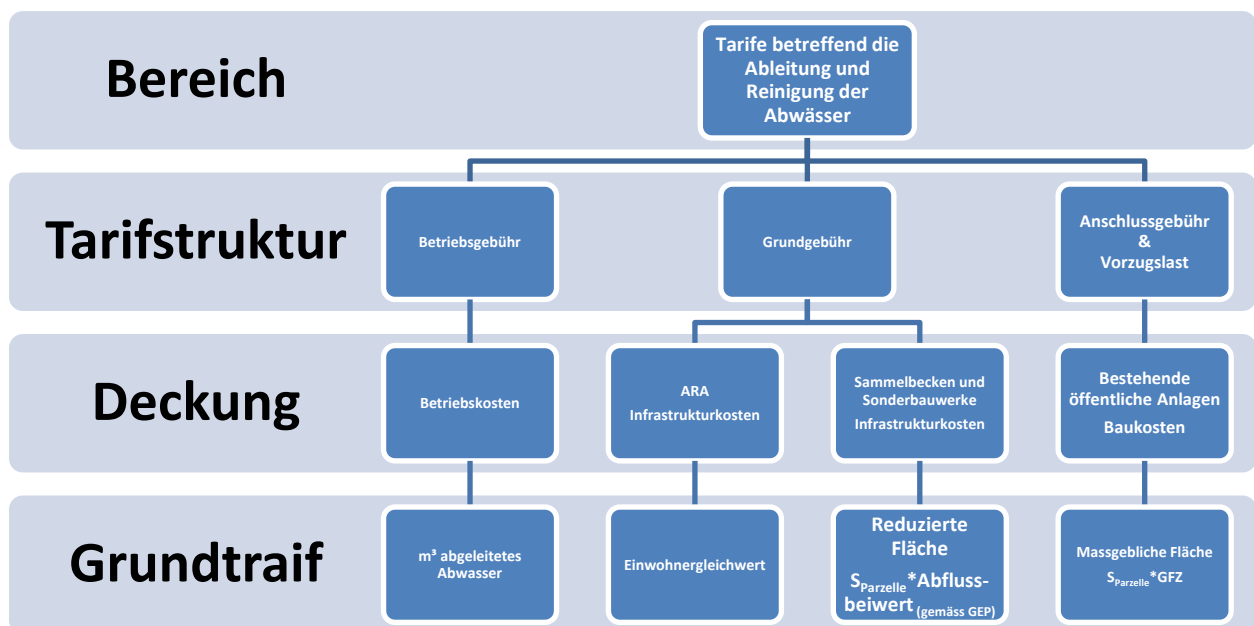 Bereich
Tarife betreffend die
Ableitung und
Reinigung der
Abwässer
Tarifstruktur
Betriebsgebühr
Grundgebühr
Anschlussgebühr
&
Vorzugslast
Deckung
Betriebskosten
ARA
Infrastrukturkosten
Sammelbecken und
Sonderbauwerke
Infrastrukturkosten
Bestehende
öffentliche Anlagen
Baukosten
Grundtraif
m³ abgeleitetes
Abwasser
Einwohnergleichwert
Reduzierte
Fläche
SParzelle*Abfluss-
beiwert (gemäss GEP)
Massgebliche Fläche
SParzelle*GFZ